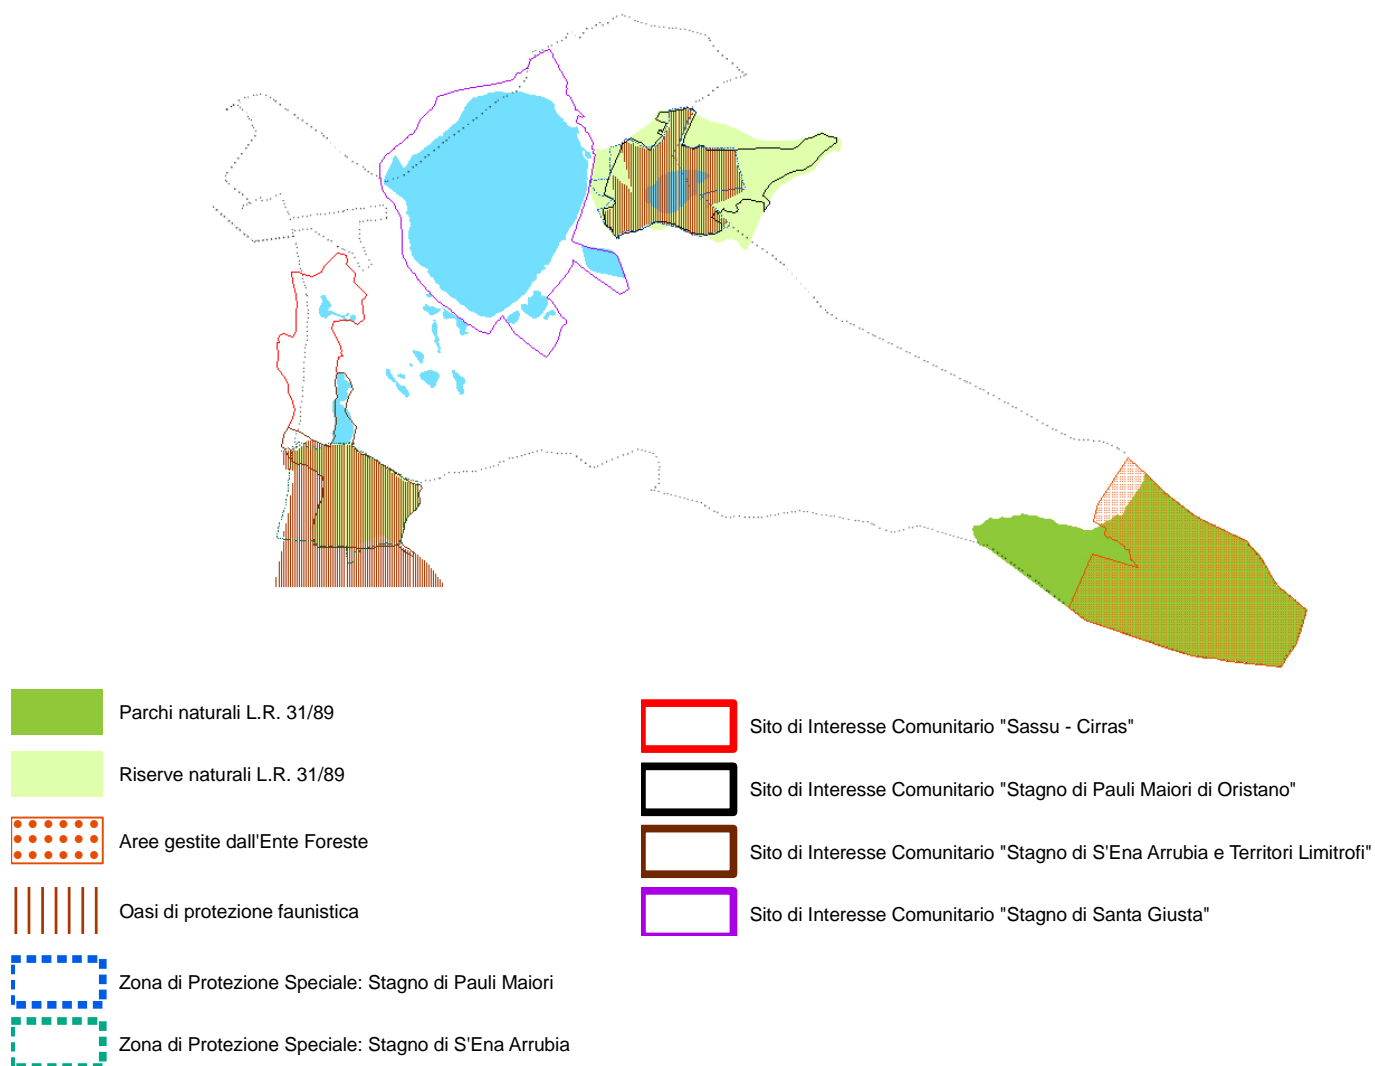 Parchi naturali L.R. 31/89
Riserve naturali L.R. 31/89
Aree gestite dall'Ente Foreste
Oasi di protezione faunistica
Zona di Protezione Speciale: Stagno di Pauli Maiori
Zona di Protezione Speciale: Stagno di S'Ena Arrubia
Sito di Interesse Comunitario "Sassu - Cirras"
Sito di Interesse Comunitario "Stagno di Pauli Maiori di Oristano"
Sito di Interesse Comunitario "Stagno di S'Ena Arrubia e Territori Limitrofi"
Sito di Interesse Comunitario "Stagno di Santa Giusta"